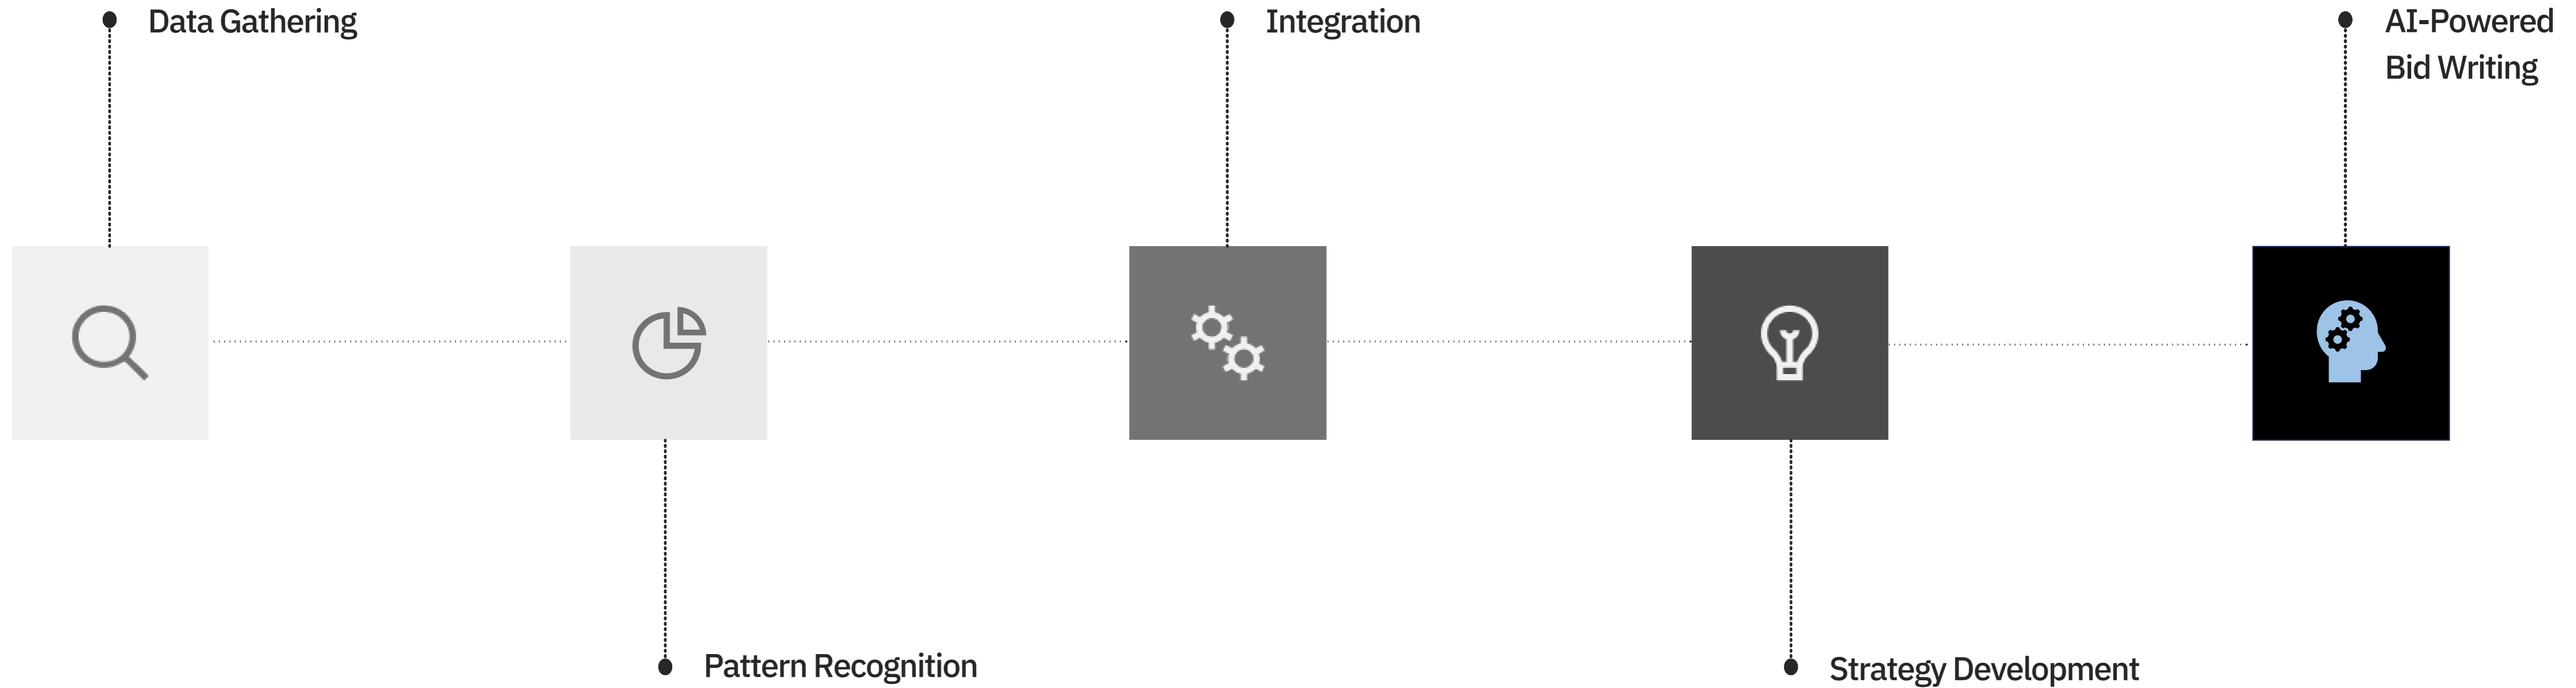 Data Gathering
Integration
AI-Powered
Bid Writing
Pattern Recognition
Strategy Development